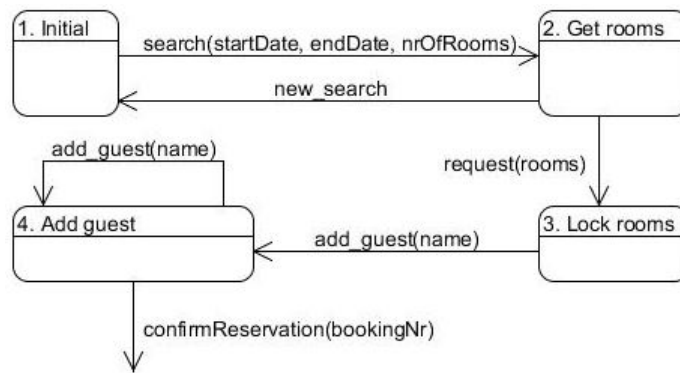 1. Initial
search(startDate, endDate, nrOfRooms)
2. Get rooms
new_search
add_guest(name)
request(rooms)
4. Add guest
add_guest(name)
3. Lock rooms
confirmReservation(bookingNr)